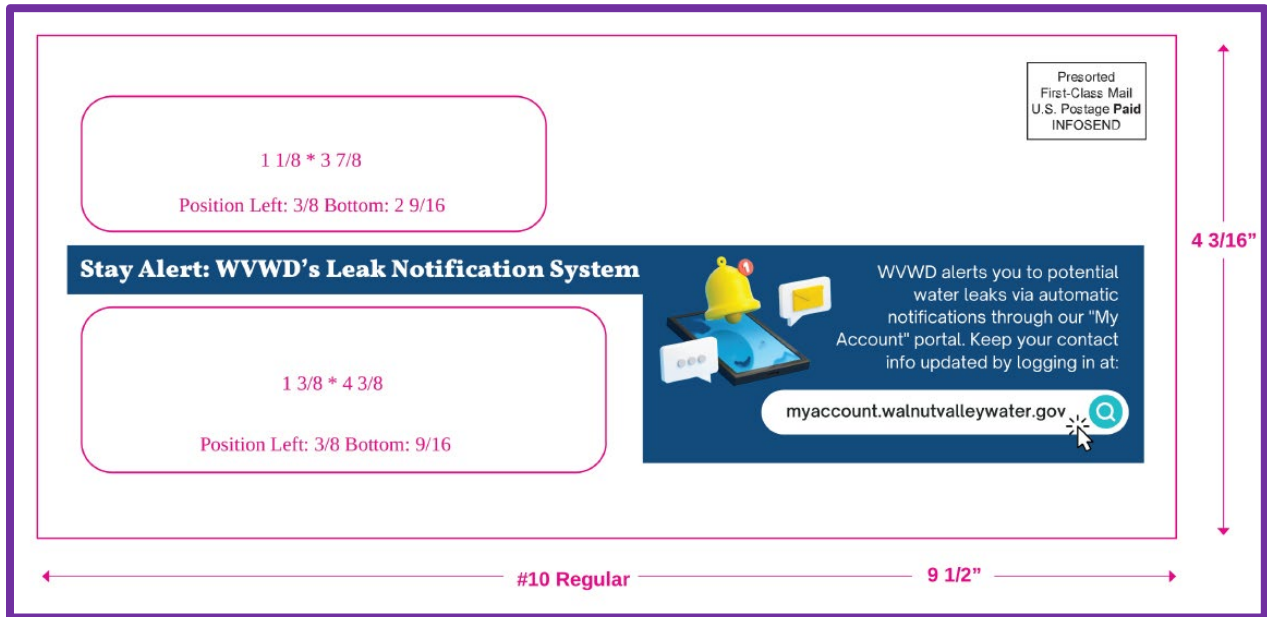 Presorted
First-Class Mail
U.S. Postage Paid
INFOSEND
1 1/8 * 3 7/8
Position Left: 3/8 Bottom: 2 9/16
Stay Alert: WVWD’s Leak Notification System
1
WVWD alerts you to potential
water leaks via automatic
notifications through our "My
Account" portal. Keep your contact
info updated by logging in at:
myaccount.walnutvalleywater.gov
1 3/8 * 4 3/8
Position Left: 3/8 Bottom: 9/16
4 3/16”
#10 Regular
9 1/2”